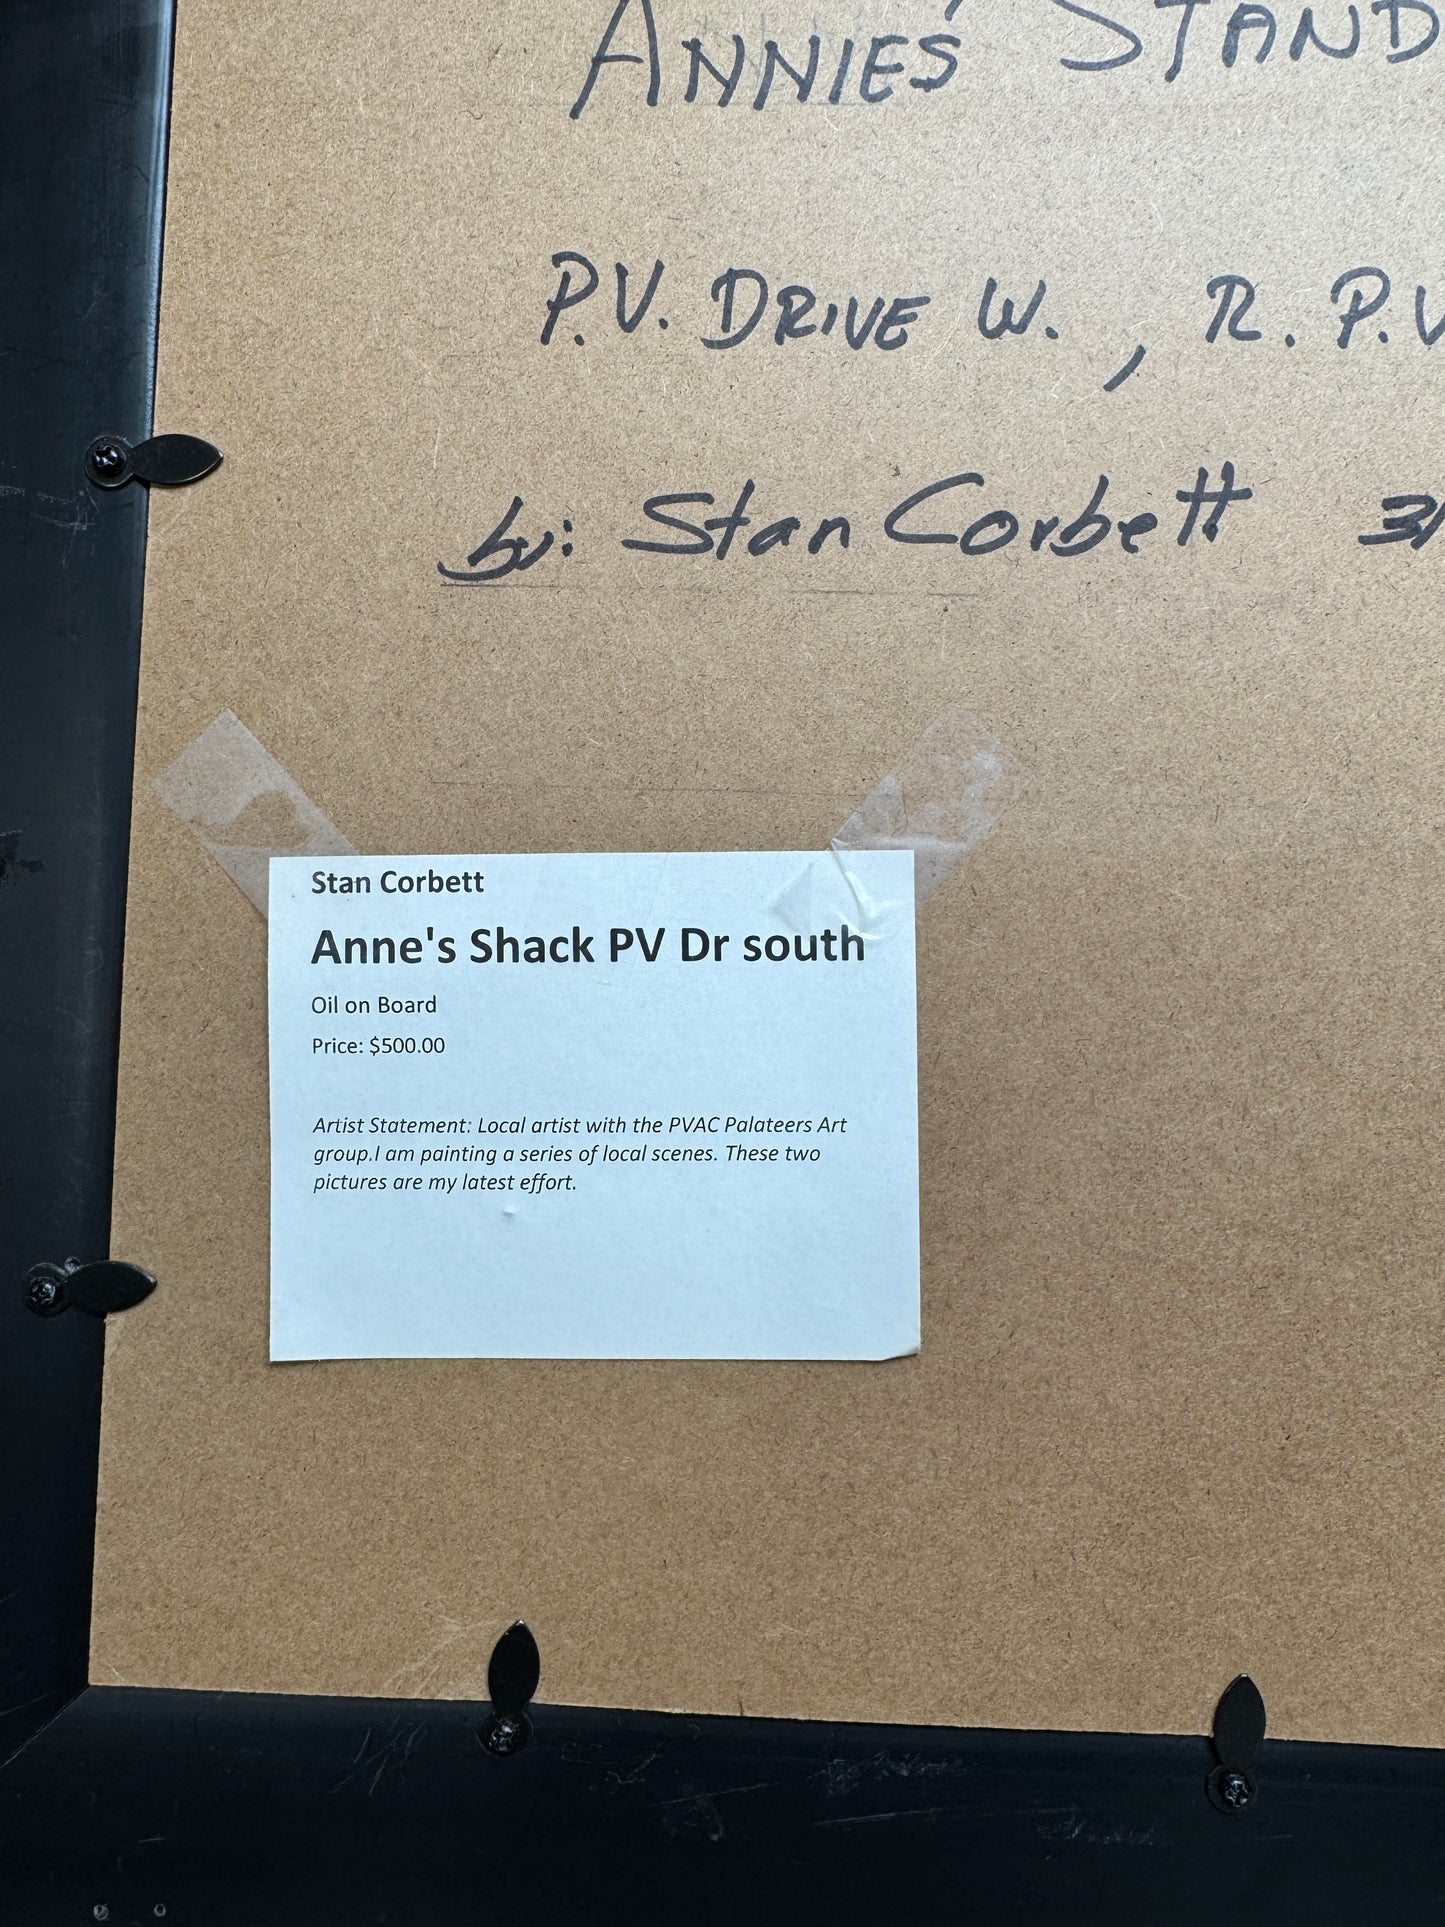 ANNIES' STAND
P.V. DRIVE W. , R. P.V
by: Stan Corbett 3/
Stan Corbett
Anne's Shack PV Dr south
Oil on Board
Price: $500.00
Artist Statement: Local artist with the PVAC Palateers Art
group.I am painting a series of local scenes. These two
pictures are my latest effort.